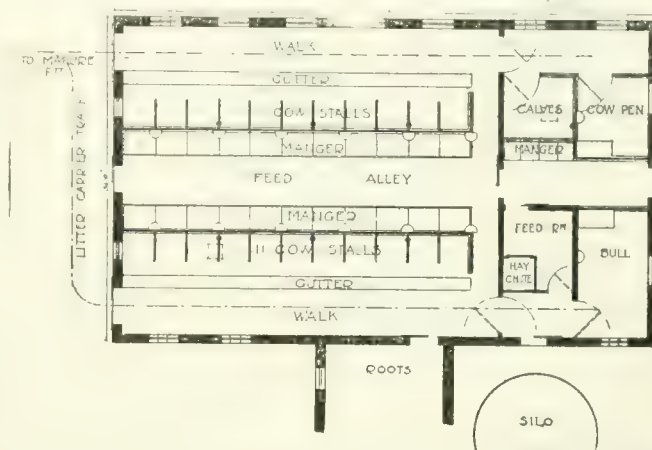 WALK
TO MANURE
PIT
GUTTER
COW STALLS
CALVES
COW PEN
MANGER
MANGER
LITTER CARRIER TRACK
FEED ALLEY
MANGER
FEED RM
11 COW STALLS
BULL
HAY
CHUTE
GUTTER
WALK
ROOTS
SILO